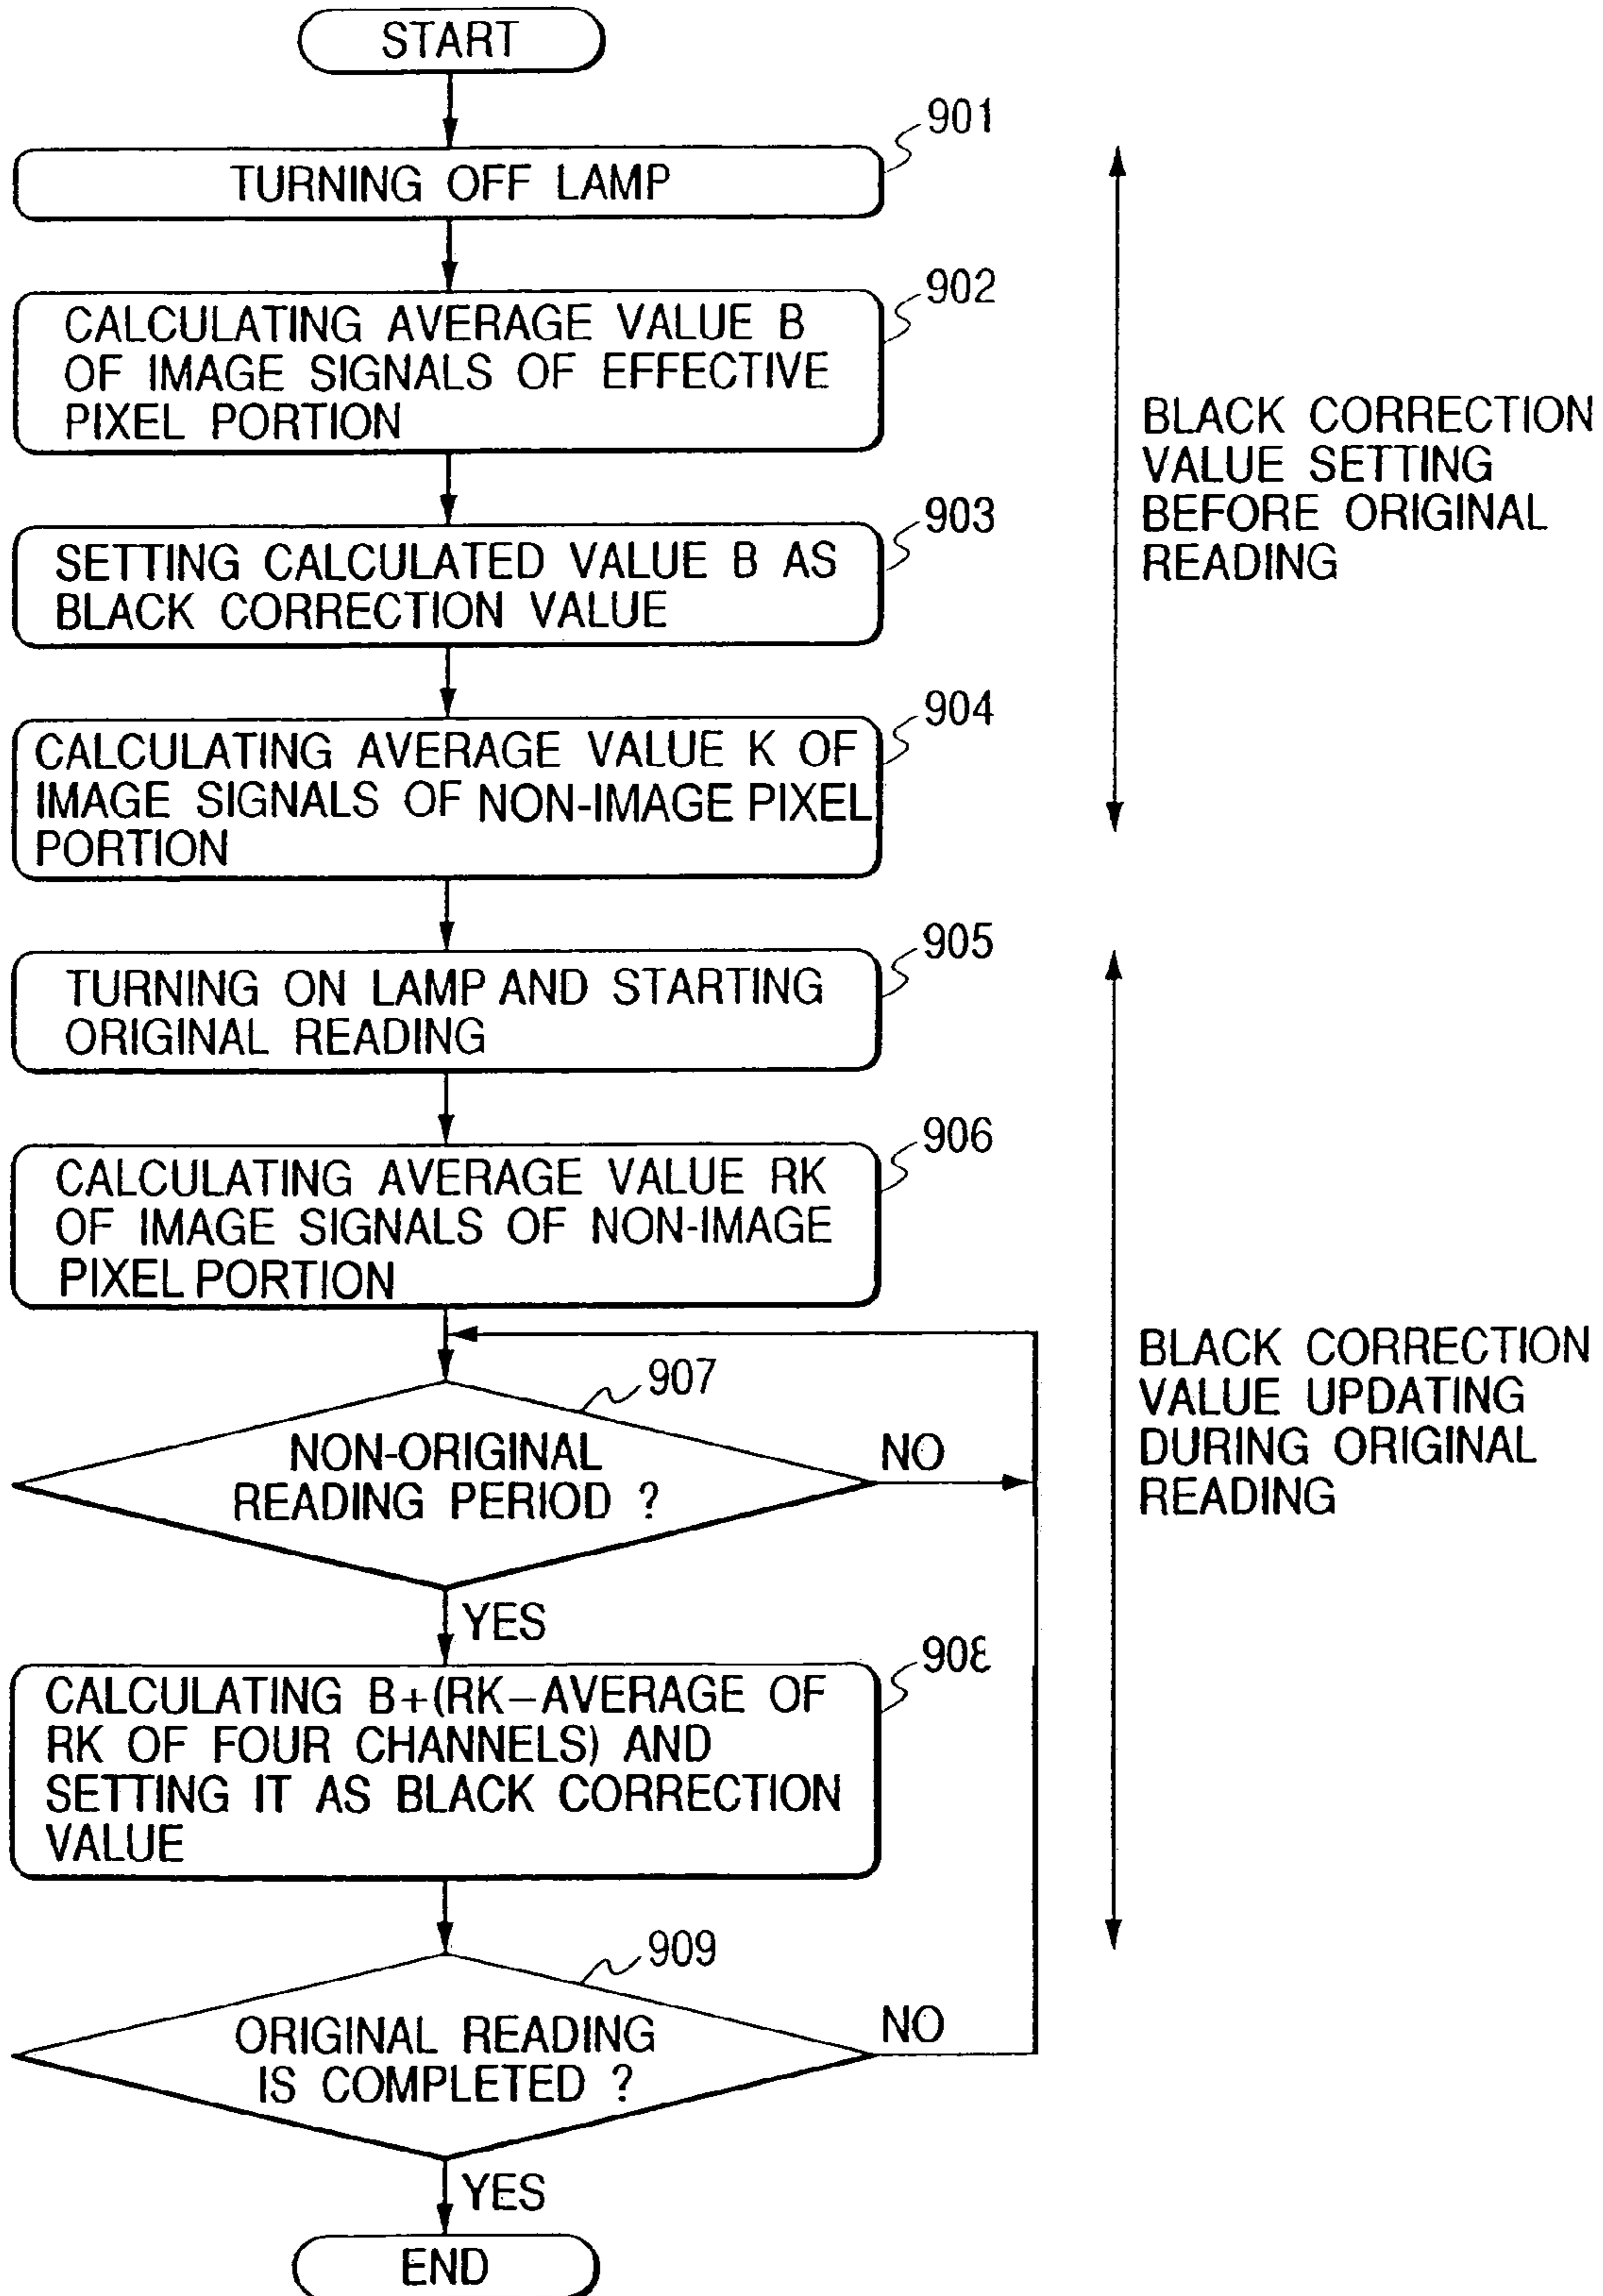 START
901
TURNING OFF LAMP
902
CALCULATING AVERAGE VALUE B
OF IMAGE SIGNALS OF EFFECTIVE
PIXEL PORTION
903
SETTING CALCULATED VALUE B AS
BLACK CORRECTION VALUE
904
CALCULATING AVERAGE VALUE K OF
IMAGE SIGNALS OF NON-IMAGE PIXEL
PORTION
BLACK CORRECTION
VALUE SETTING
BEFORE ORIGINAL
READING
905
TURNING ON LAMP AND STARTING
ORIGINAL READING
906
CALCULATING AVERAGE VALUE RK
OF IMAGE SIGNALS OF NON-IMAGE
PIXEL PORTION
907
NON-ORIGINAL
READING PERIOD ?
NO
YES
908
CALCULATING B+(RK−AVERAGE OF
RK OF FOUR CHANNELS) AND
SETTING IT AS BLACK CORRECTION
VALUE
BLACK CORRECTION
VALUE UPDATING
DURING ORIGINAL
READING
909
ORIGINAL READING
IS COMPLETED ?
NO
YES
END